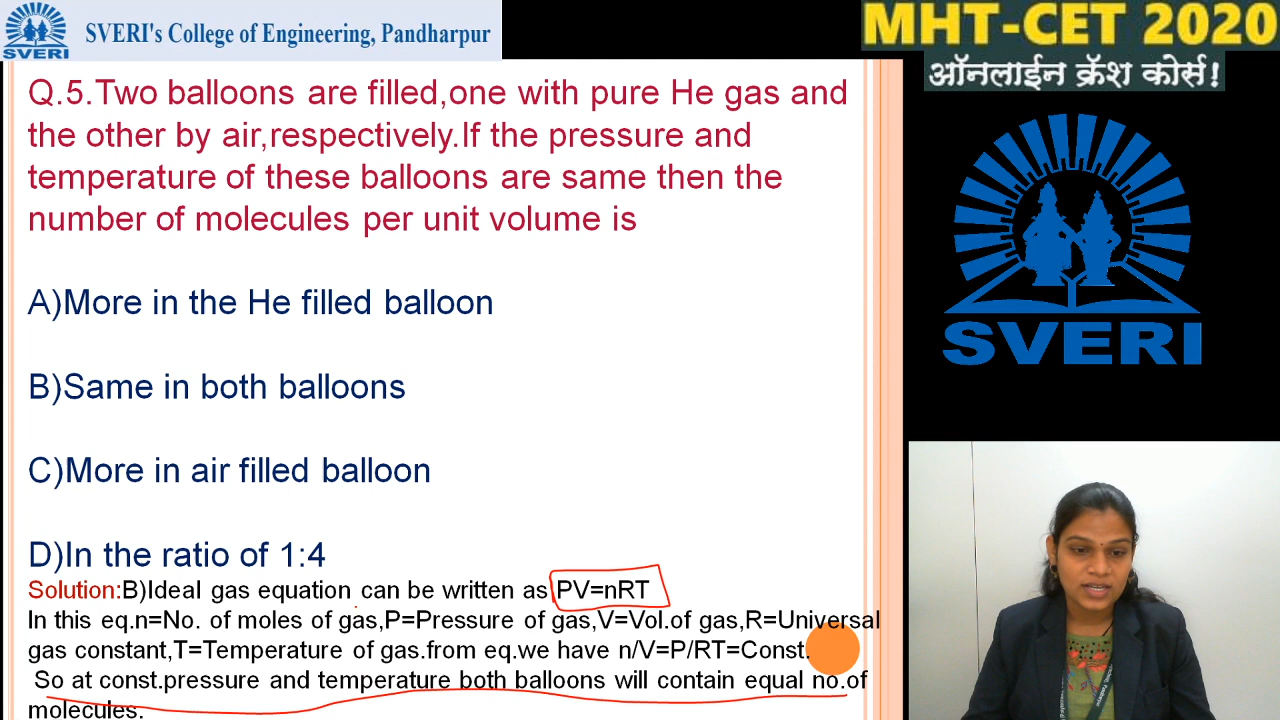 SVERI
SVERI's College of Engineering, Pandharpur
MHT-CET 2020
ऑनलाईन क्रॅश कोर्स!
Q.5.Two balloons are filled,one with pure He gas and
the other by air,respectively.If the pressure and
temperature of these balloons are same then the
number of molecules per unit volume is
A)More in the He filled balloon
B)Same in both balloons
C)More in air filled balloon
D)In the ratio of 1:4
Solution:B)Ideal gas equation can be written as PV=nRT
In this eq.n=No. of moles of gas,P=Pressure of gas,V=Vol.of gas,R=Universal
gas constant,T=Temperature of gas.from eq.we have n/V=P/RT=Const.
So at const.pressure and temperature both balloons will contain equal no.of
molecules.
SVERI